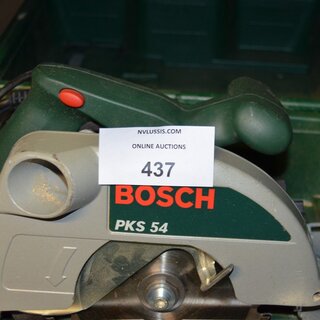 NVLUSSIS.COM
ONLINE AUCTIONS
437
BOSCH
PKS 54